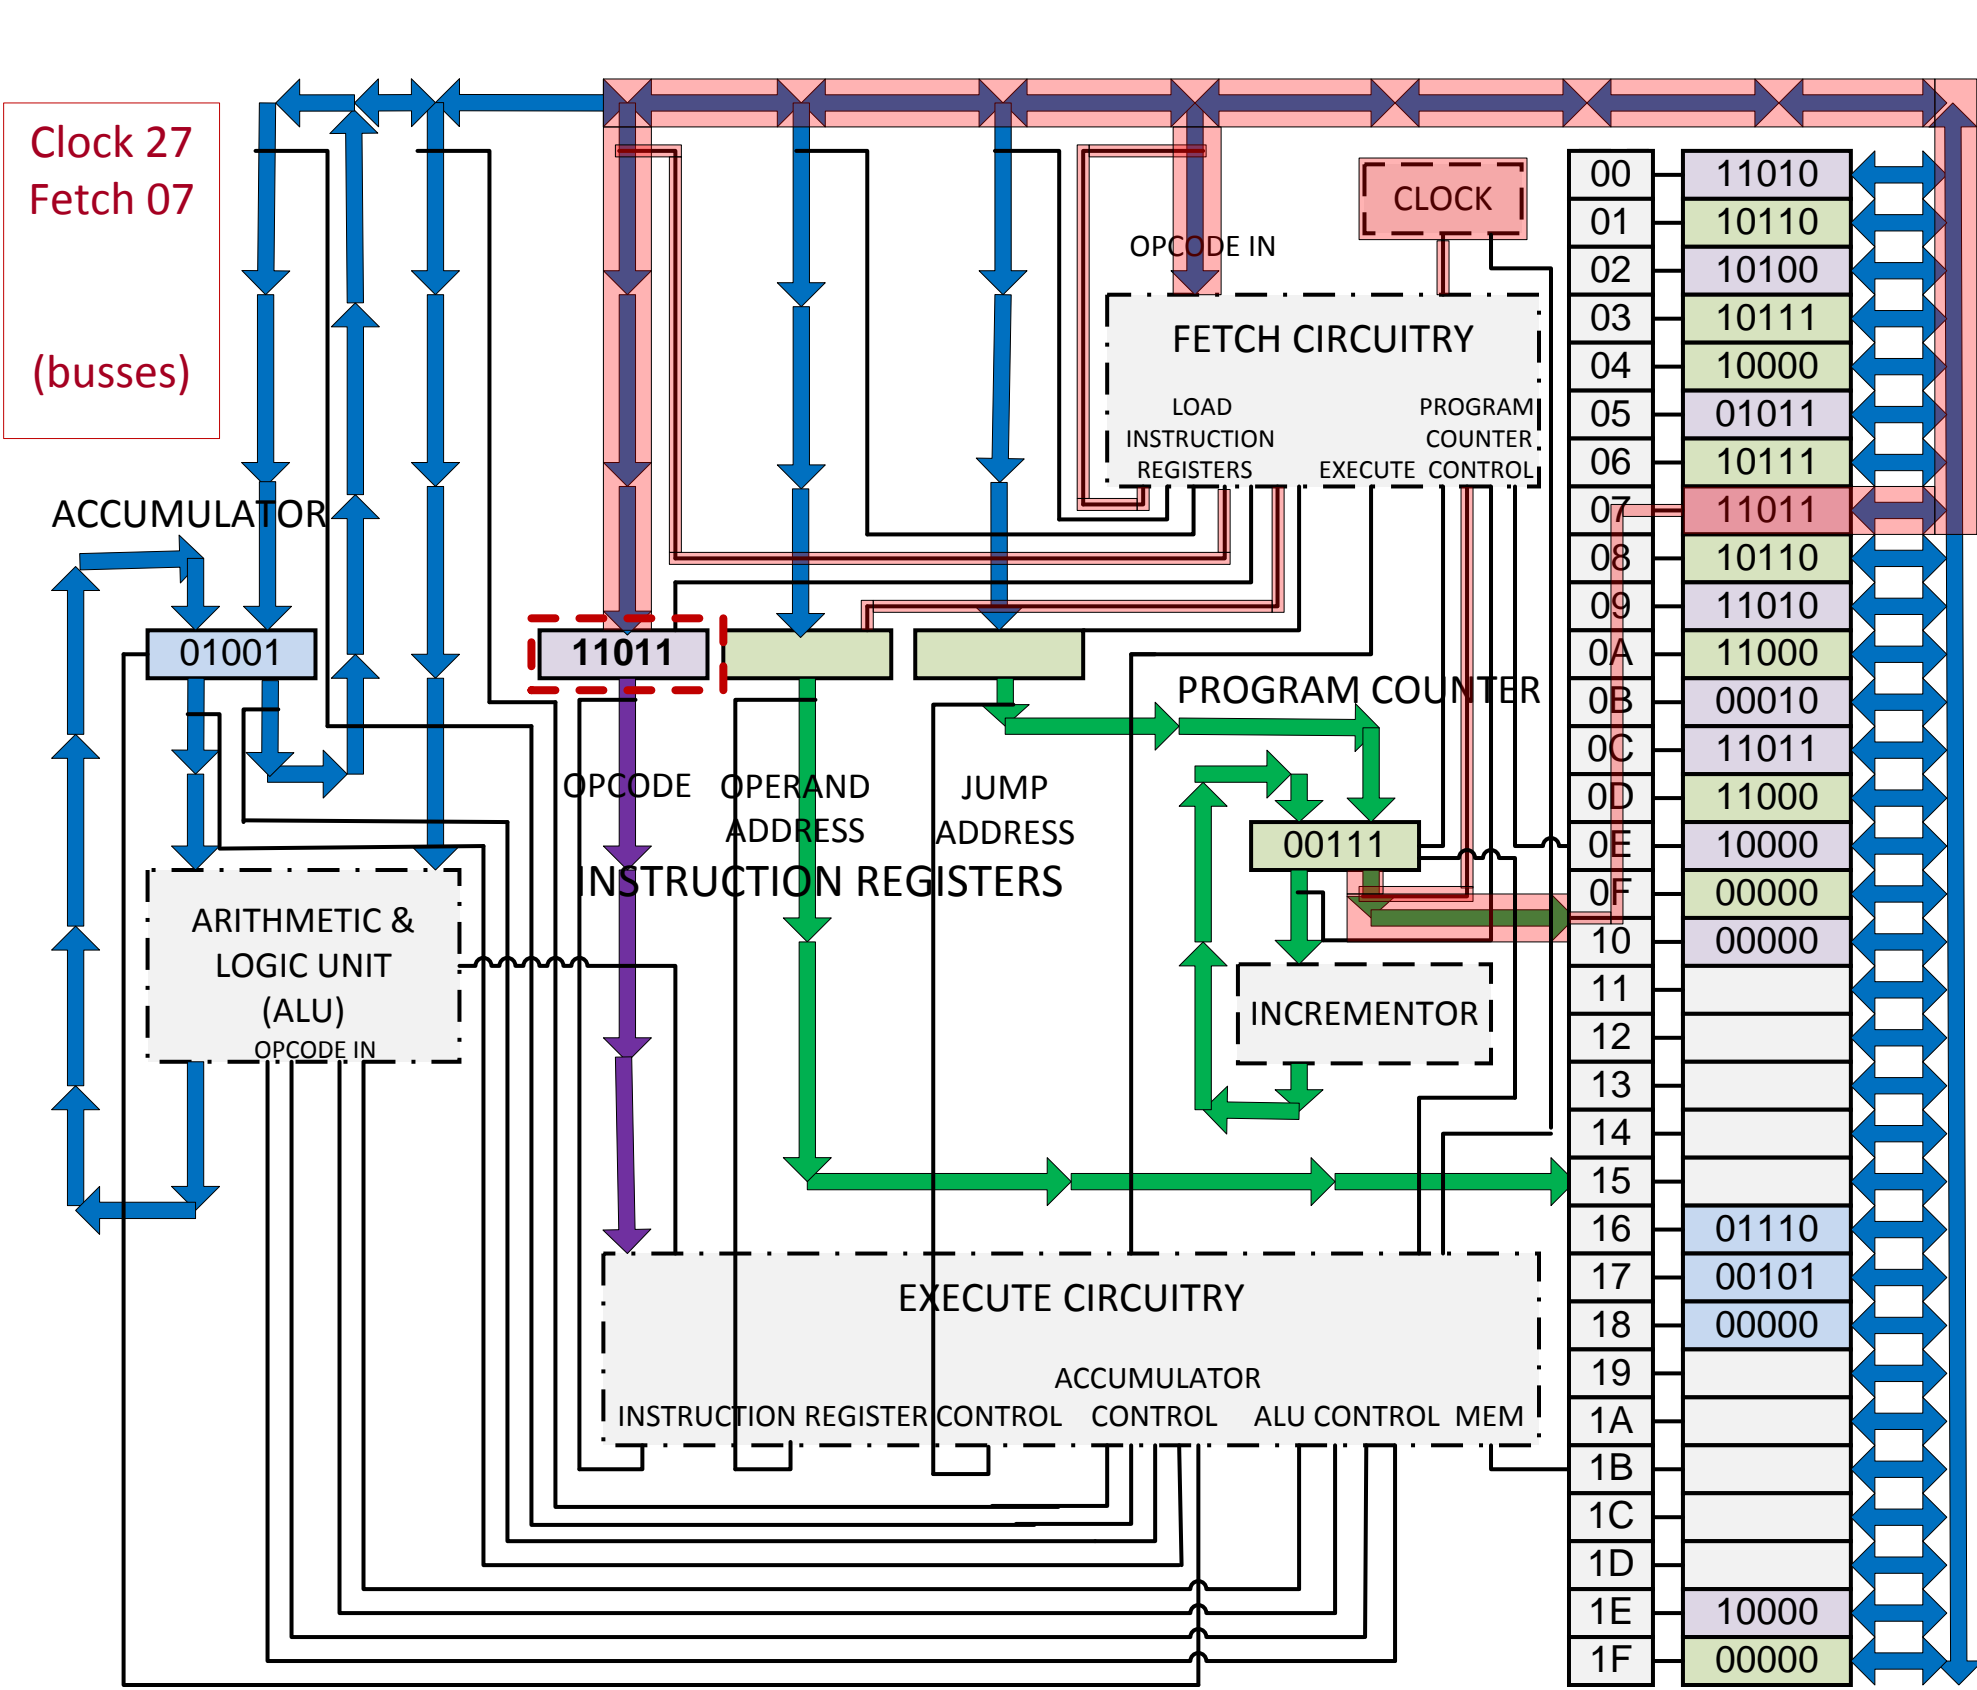 Clock 27
Fetch 07
(busses)
CLOCK
OPCODE IN
FETCH CIRCUITRY
LOAD
INSTRUCTION
REGISTERS
EXECUTE
PROGRAM
COUNTER
CONTROL
ACCUMULATOR
01001
11011
PROGRAM COUNTER
00111
OPCODE
OPERAND
ADDRESS
JUMP
ADDRESS
INSTRUCTION REGISTERS
ARITHMETIC &
LOGIC UNIT
(ALU)
OPCODE IN
INCREMENTOR
EXECUTE CIRCUITRY
INSTRUCTION REGISTER CONTROL
ACCUMULATOR
CONTROL
ALU CONTROL
MEM
00 11010
01 10110
02 10100
03 10111
04 10000
05 01011
06 10111
07 11011
08 10110
09 11010
0A 11000
0B 00010
0C 11011
0D 11000
0E 10000
0F 00000
10 00000
11
12
13
14
15
16 01110
17 00101
18 00000
19
1A
1B
1C
1D
1E 10000
1F 00000